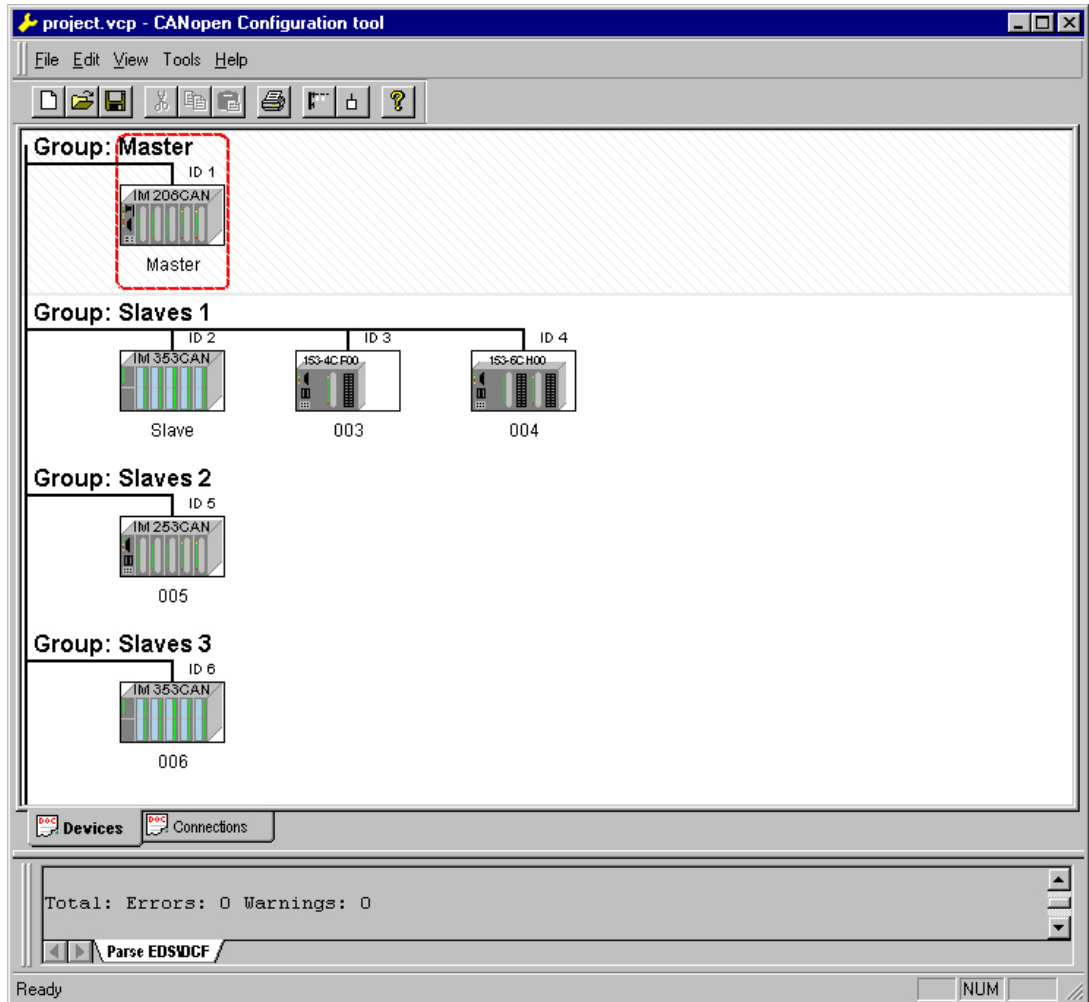 project.vcp - CANopen Configuration tool
File Edit View Tools Help
Group: Master
ID 1
IM 208CAN
Master
Group: Slaves 1
ID 2 ID 3 ID 4
IM 353CAN 153-4CF00 153-6CH00
Slave 003 004
Group: Slaves 2
ID 5
IM 253CAN
005
Group: Slaves 3
ID 6
IM 353CAN
006
Devices Connections
Total: Errors: 0 Warnings: 0
Parse EDS\DCF
Ready NUM